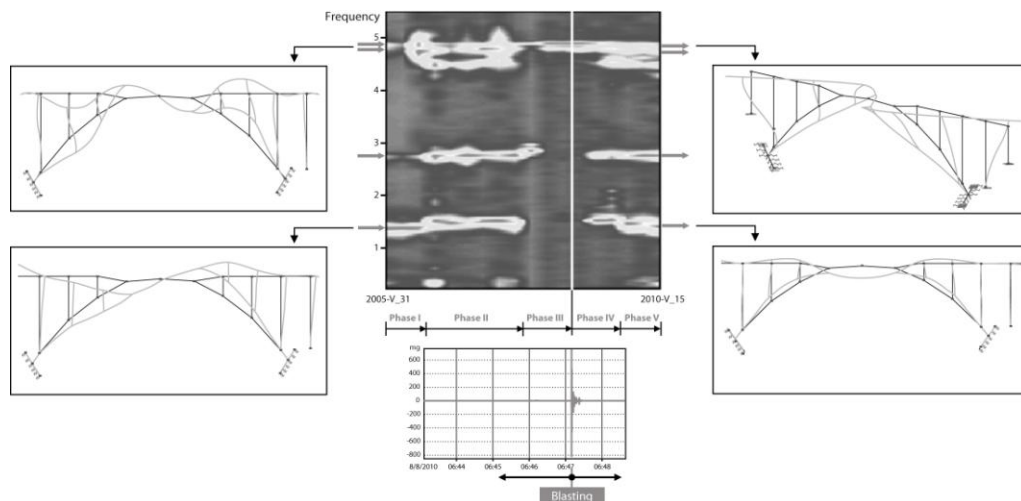 Frequency
5
4
3
2
1
2005-V_31 2010-V_15
Phase I Phase II Phase III Phase IV Phase V
mg
600
400
200
0
-200
-400
-600
-800
8/8/2010 06:44 06:45 06:46 06:47 06:48
Blasting